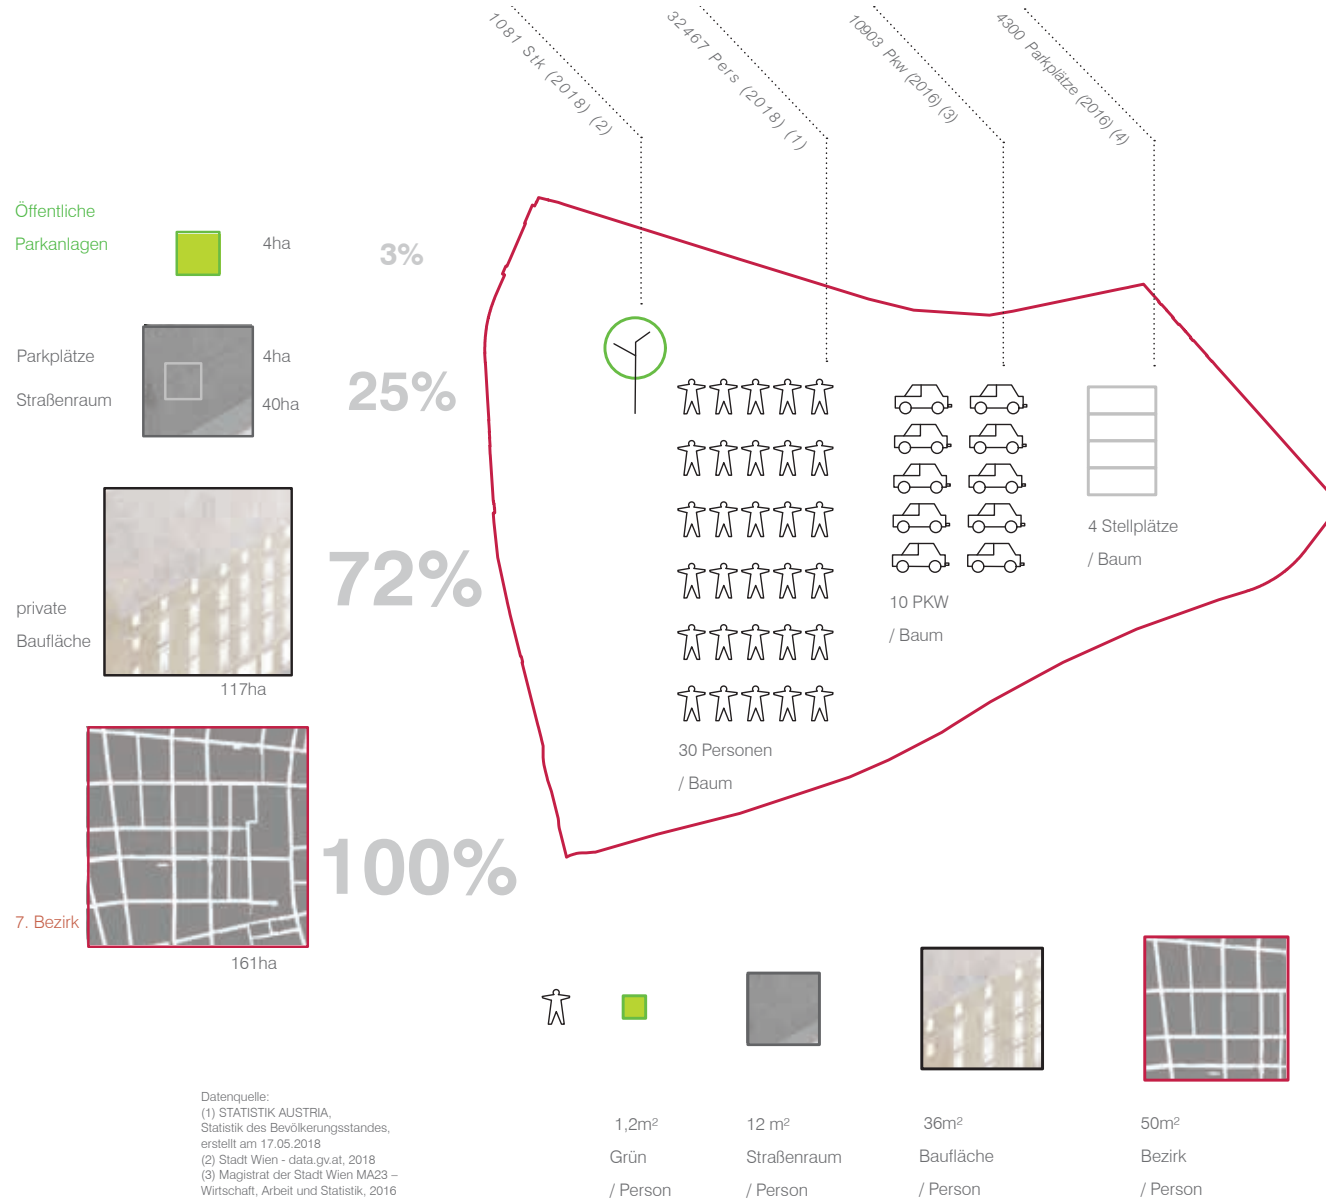 1081 Stk (2018) (2)
32467 Pers (2018) (1)
10903 Pkw (2016) (3)
4300 Parkplätze (2016) (4)
Öffentliche
Parkanlagen
4ha
3%
Parkplätze
4ha
Straßenraum
40ha
25%
private
Baufläche
117ha
72%
7. Bezirk
161ha
100%
30 Personen
/ Baum
10 PKW
/ Baum
4 Stellplätze
/ Baum
1,2m²
Grün
/ Person
12 m²
Straßenraum
/ Person
36m²
Baufläche
/ Person
50m²
Bezirk
/ Person
Datenquelle:
(1) STATISTIK AUSTRIA,
Statistik des Bevölkerungsstandes,
erstellt am 17.05.2018
(2) Stadt Wien - data.gv.at, 2018
(3) Magistrat der Stadt Wien MA23 –
Wirtschaft, Arbeit und Statistik, 2016